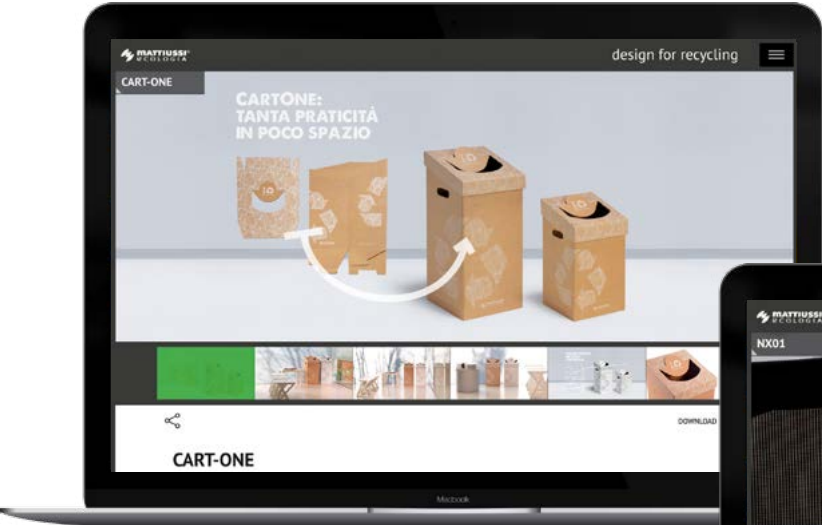 MATTIUSSI
ECOLOGIA
design for recycling
CART-ONE
CARTONE:
TANTA PRATICITÀ
IN POCO SPAZIO
DOWNLOAD
CART-ONE
Macbook
MATTIUSSI
ECOLOGIA
NX01